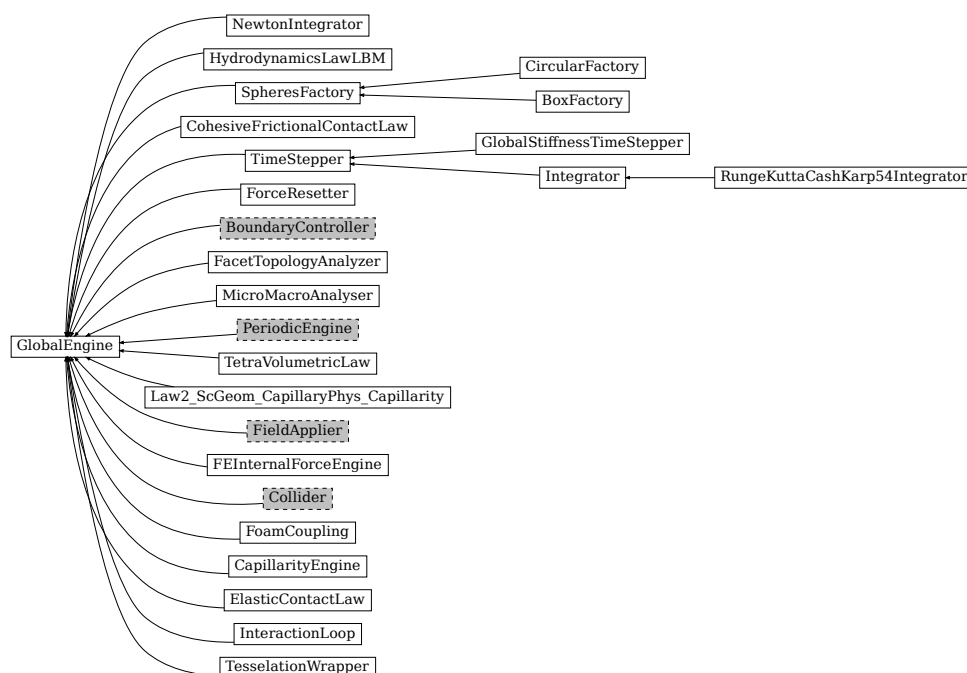 NewtonIntegrator
HydrodynamicsLawLBM
CircularFactory
SpheresFactory
BoxFactory
CohesiveFrictionalContactLaw
GlobalStiffnessTimeStepper
TimeStepper
Integrator
RungeKuttaCashKarp54Integrator
ForceResetter
BoundaryController
FacetTopologyAnalyzer
MicroMacroAnalyser
PeriodicEngine
GlobalEngine
TetraVolumetricLaw
Law2_ScGeom_CapillaryPhys_Capillarity
FieldApplier
FEInternalForceEngine
Collider
FoamCoupling
CapillarityEngine
ElasticContactLaw
InteractionLoop
TesselationWrapper